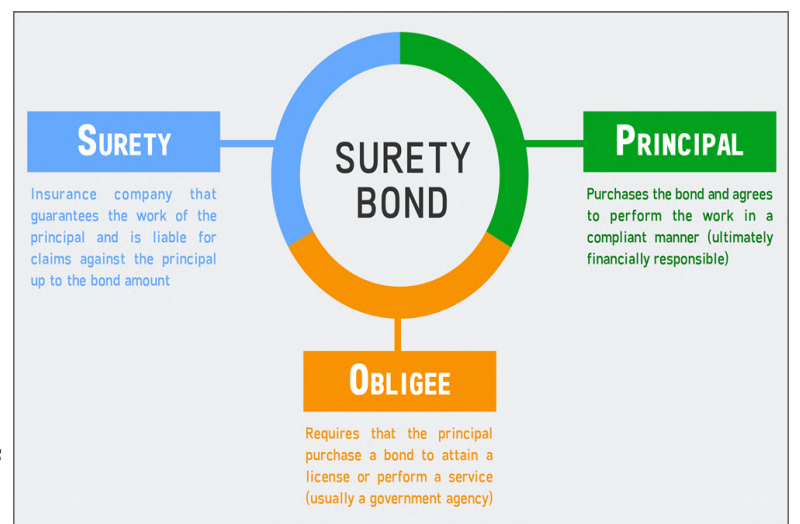 SURETY
BOND
SURETY
Insurance company that
guarantees the work of the
principal and is liable for
claims against the principal
up to the bond amount
PRINCIPAL
Purchases the bond and agrees
to perform the work in a
compliant manner (ultimately
financially responsible)
OBLIGEE
Requires that the principal
purchase a bond to attain a
license or perform a service
(usually a government agency)